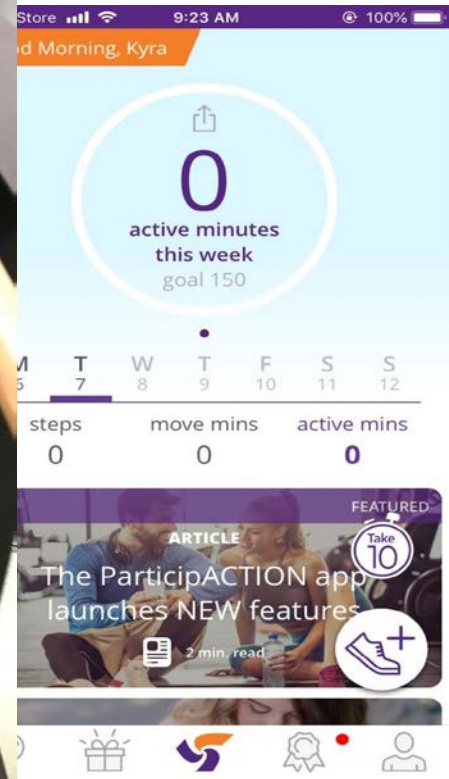 Store 9:23 AM 100%
d Morning, Kyra
0
active minutes
this week
goal 150
M T W T F S S
6 7 8 9 10 11 12
steps move mins active mins
0 0 0
FEATURED
ARTICLE
Take
10
The ParticipACTION app
launches NEW features
2 min. read